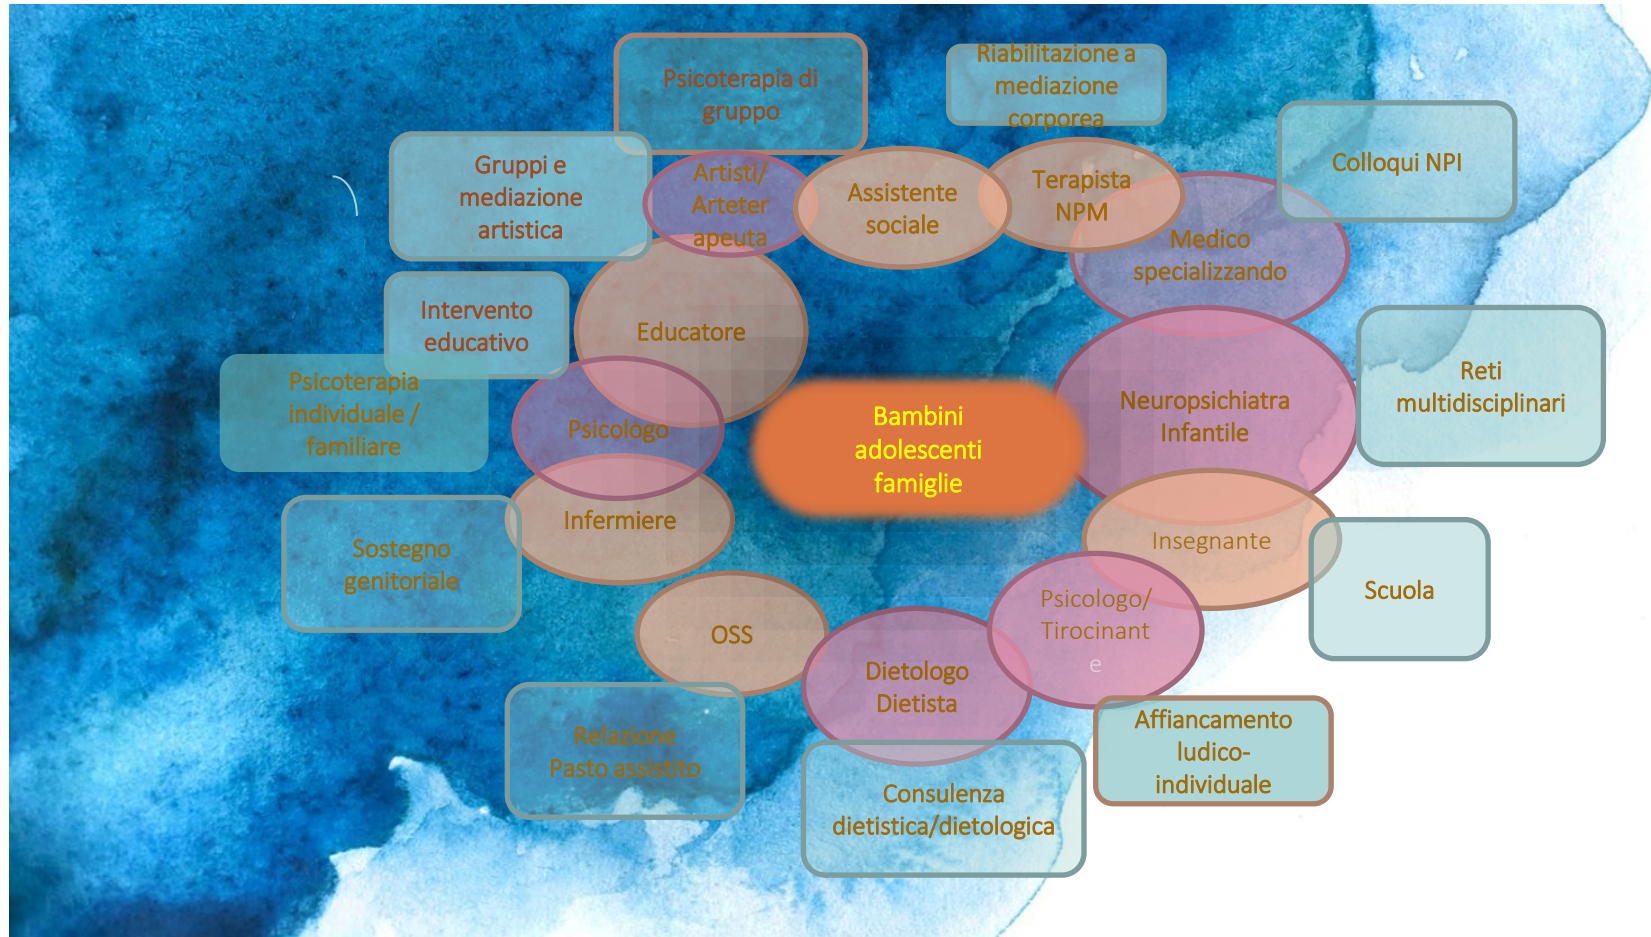 Psicoterapia di
gruppo
Riabilitazione a
mediazione
corporea
Colloqui NPI
Gruppi e
mediazione
artistica
Artisti/
Arteter
apeuta
Assistente
sociale
Terapista
NPM
Medico
specializzando
Intervento
educativo
Educatore
Psicoterapia
individuale /
familiare
Psicologo
Bambini
adolescenti
famiglie
Neuropsichiatra
Infantile
Reti
multidisciplinari
Sostegno
genitoriale
Infermiere
Insegnante
Scuola
OSS
Dietologo
Dietista
Psicologo/
Tirocinant
e
Relazione
Pasto assistito
Consulenza
dietistica/dietologica
Affiancamento
ludico-
individuale